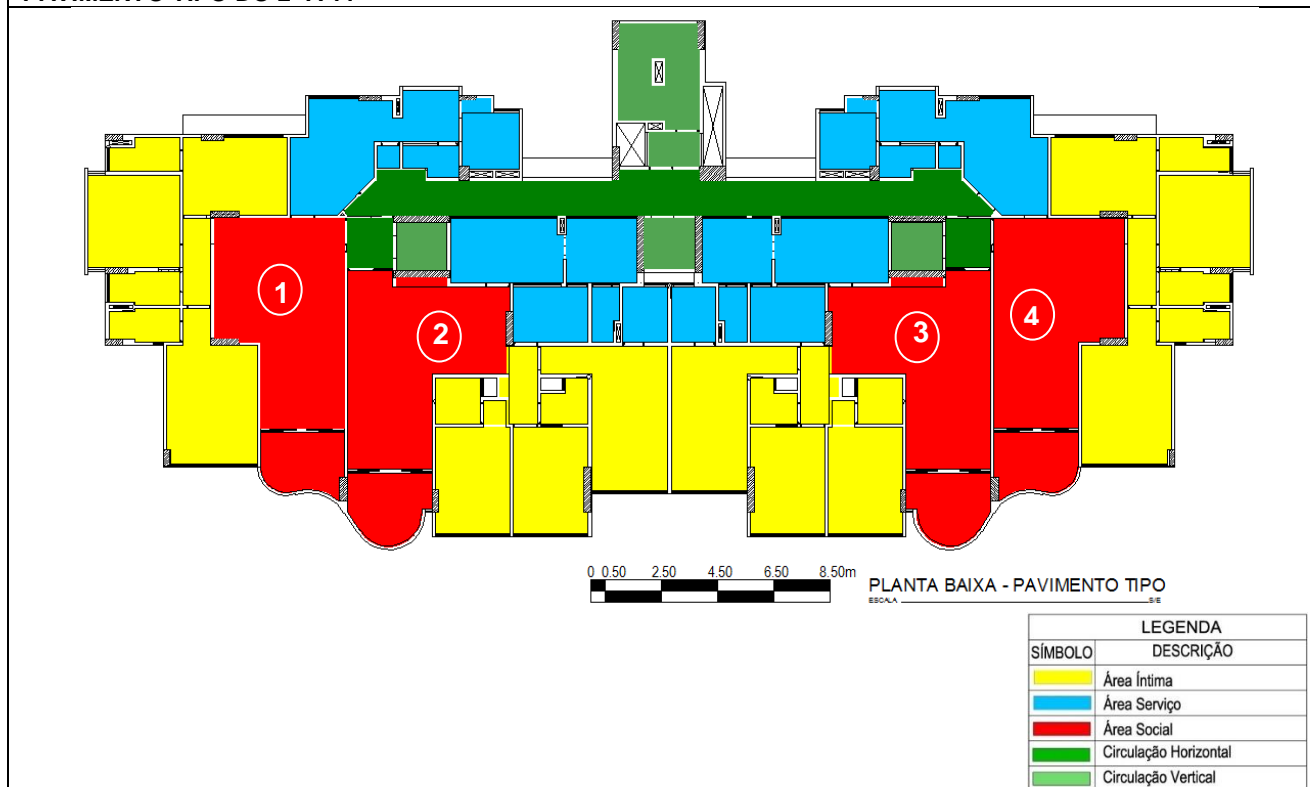 1
2
3
4
0 0.50 2.50 4.50 6.50 8.50m
PLANTA BAIXA - PAVIMENTO TIPO
ESCALA S/E
LEGENDA
SÍMBOLO DESCRIÇÃO
Área Íntima
Área Serviço
Área Social
Circulação Horizontal
Circulação Vertical